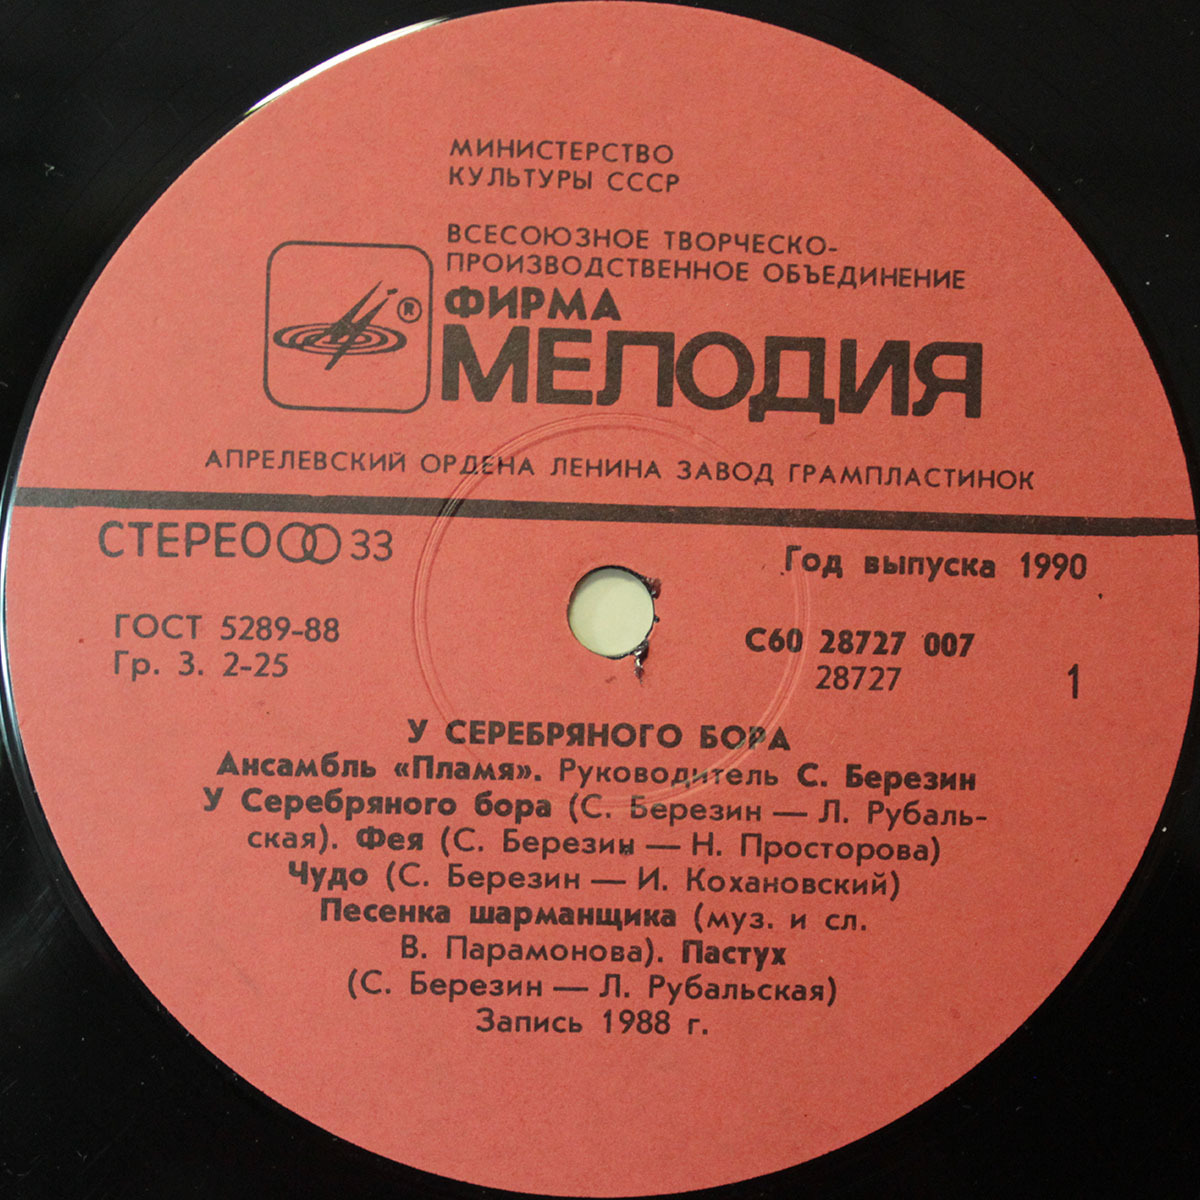 МИНИСТЕРСТВО
КУЛЬТУРЫ СССР
ВСЕСОЮЗНОЕ ТВОРЧЕСКО-
ПРОИЗВОДСТВЕННОЕ ОБЪЕДИНЕНИЕ
ФИРМА
®
МЕЛОДИЯ
АПРЕЛЕВСКИЙ ОРДЕНА ЛЕНИНА ЗАВОД ГРАМПЛАСТИНОК
СТЕРЕО 33
Год выпуска 1990
ГОСТ 5289-88
Гр. 3. 2-25
С60 28727 007
28727
1
У СЕРЕБРЯНОГО БОРА
Ансамбль «Пламя». Руководитель С. Березин
У Серебряного бора (С. Березин — Л. Рубаль-
ская). Фея (С. Березин — Н. Просторова)
Чудо (С. Березин — И. Кохановский)
Песенка шарманщика (муз. и сл.
В. Парамонова). Пастух
(С. Березин — Л. Рубальская)
Запись 1988 г.